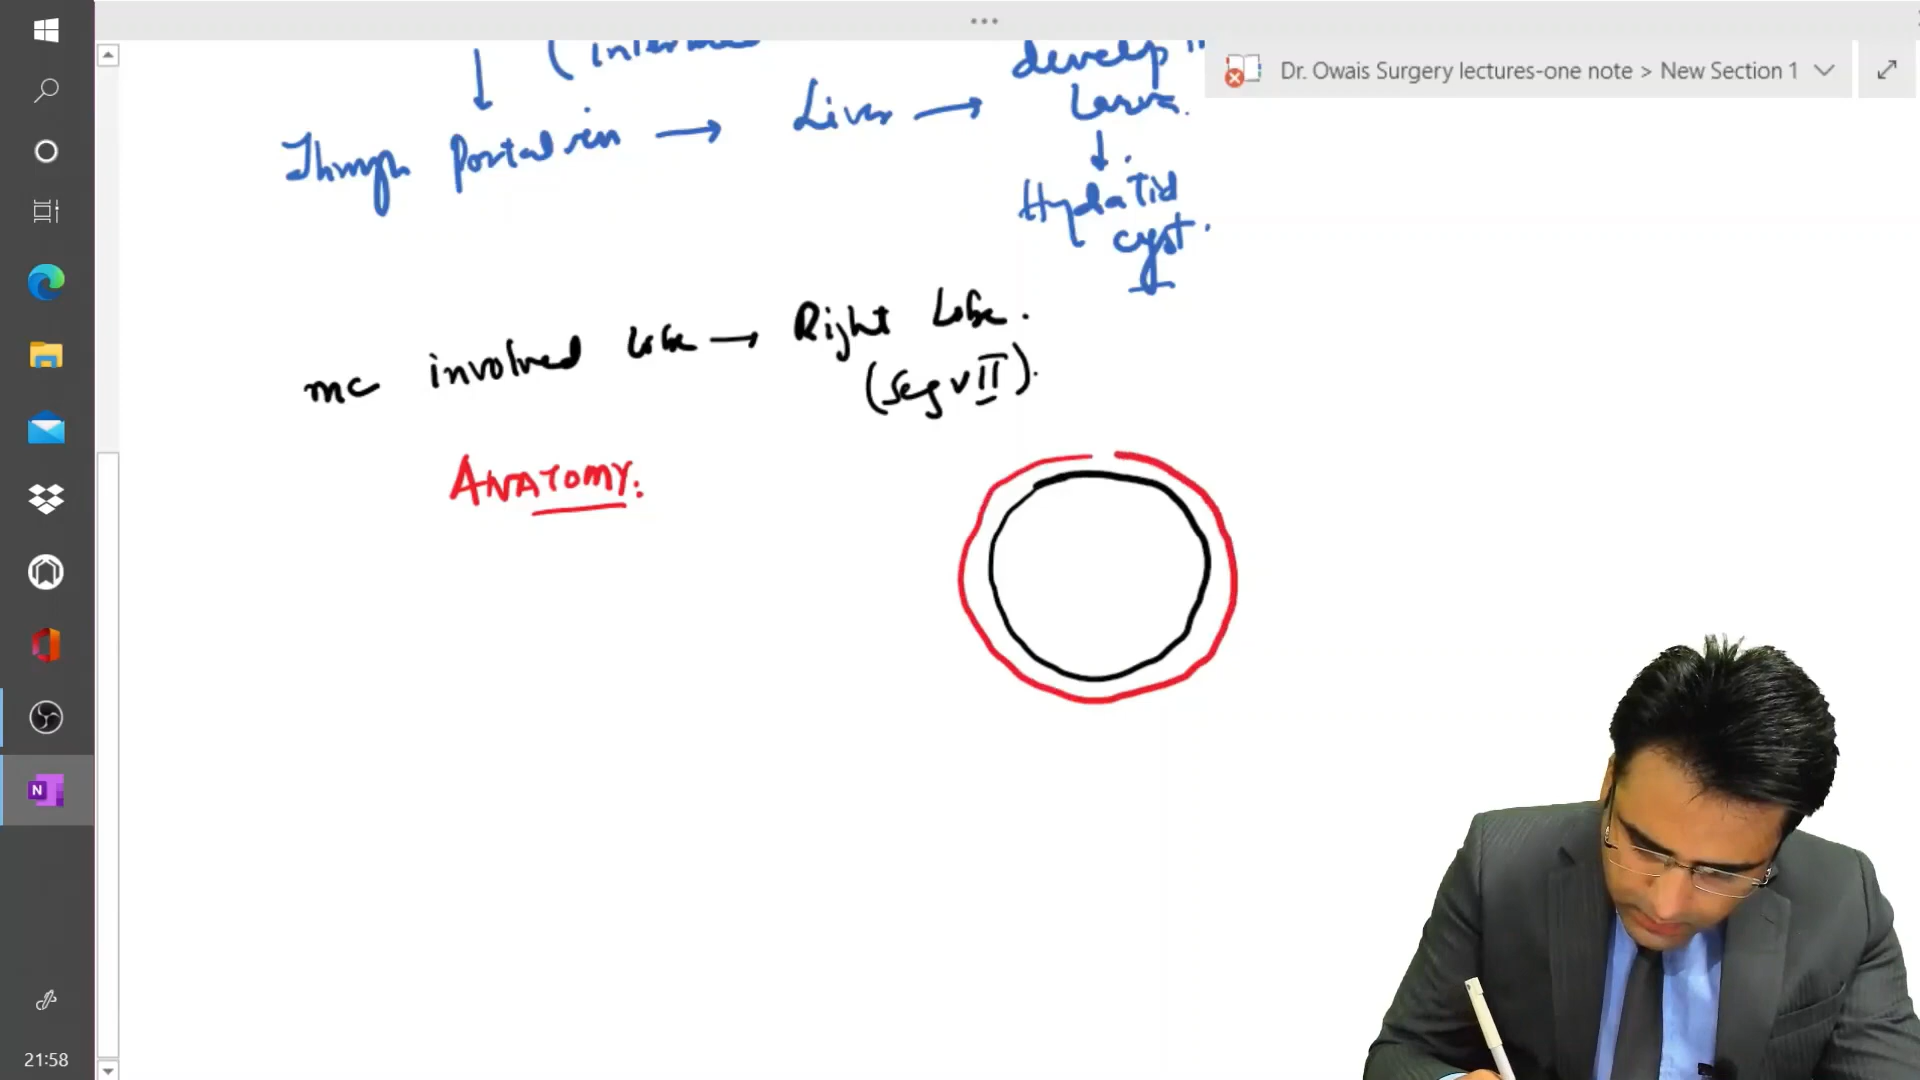 develop
Dr. Owais Surgery lectures-one note > New Section 1
Through Portal vein → Liver → Larva.
Hydatid
cyst.
mc involved lobe → Right Lobe.
(Seg VII).
ANATOMY:
N
21:58